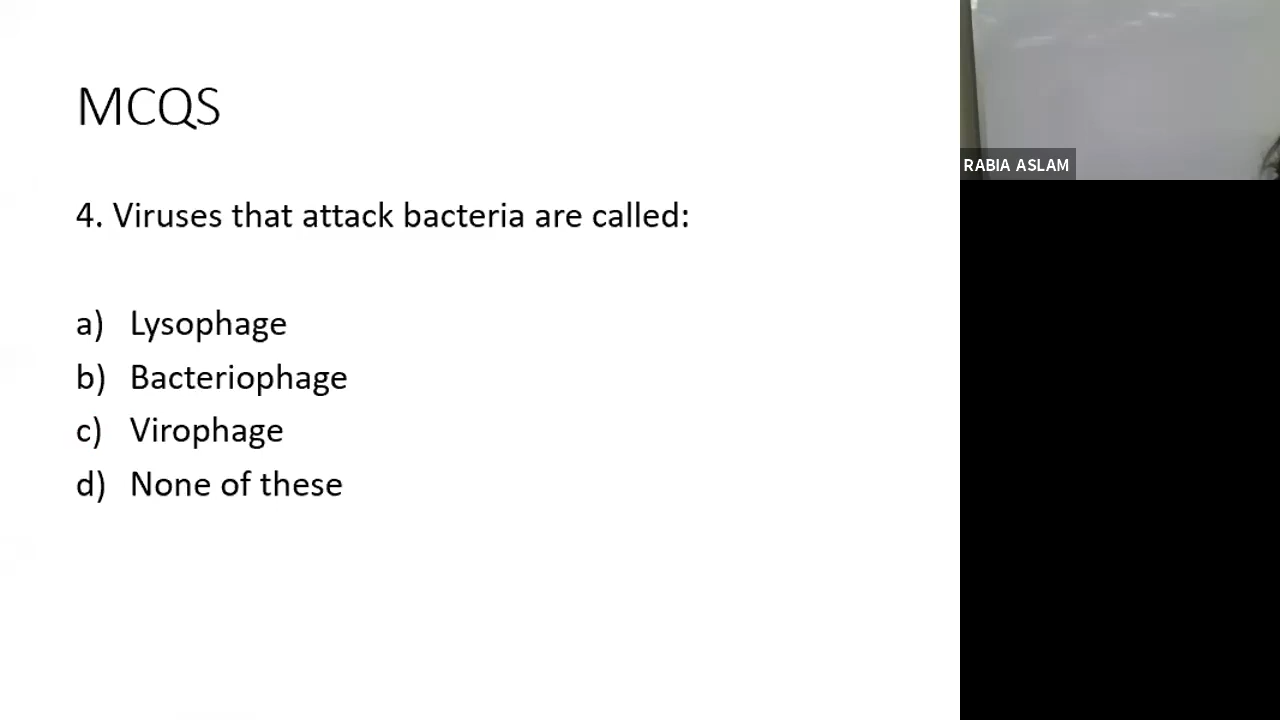 MCQS
4. Viruses that attack bacteria are called:
a) Lysophage
b) Bacteriophage
c) Virophage
d) None of these
RABIA ASLAM